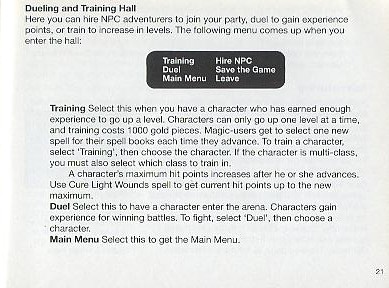 Dueling and Training Hall
Here you can hire NPC adventurers to join your party, duel to gain experience
points, or train to increase in levels. The following menu comes up when you
enter the hall:
Training Hire NPC
Duel Save the Game
Main Menu Leave
Training Select this when you have a character who has earned enough
experience to go up a level. Characters can only go up one level at a time,
and training costs 1000 gold pieces. Magic-users get to select one new
spell for their spell books each time they advance. To train a character,
select 'Training', then choose the character. If the character is multi-class,
you must also select which class to train in.
A character's maximum hit points increases after he or she advances.
Use Cure Light Wounds spell to get current hit points up to the new
maximum.
Duel Select this to have a character enter the arena. Characters gain
experience for winning battles. To fight, select 'Duel', then choose a
character.
Main Menu Select this to get the Main Menu.
21